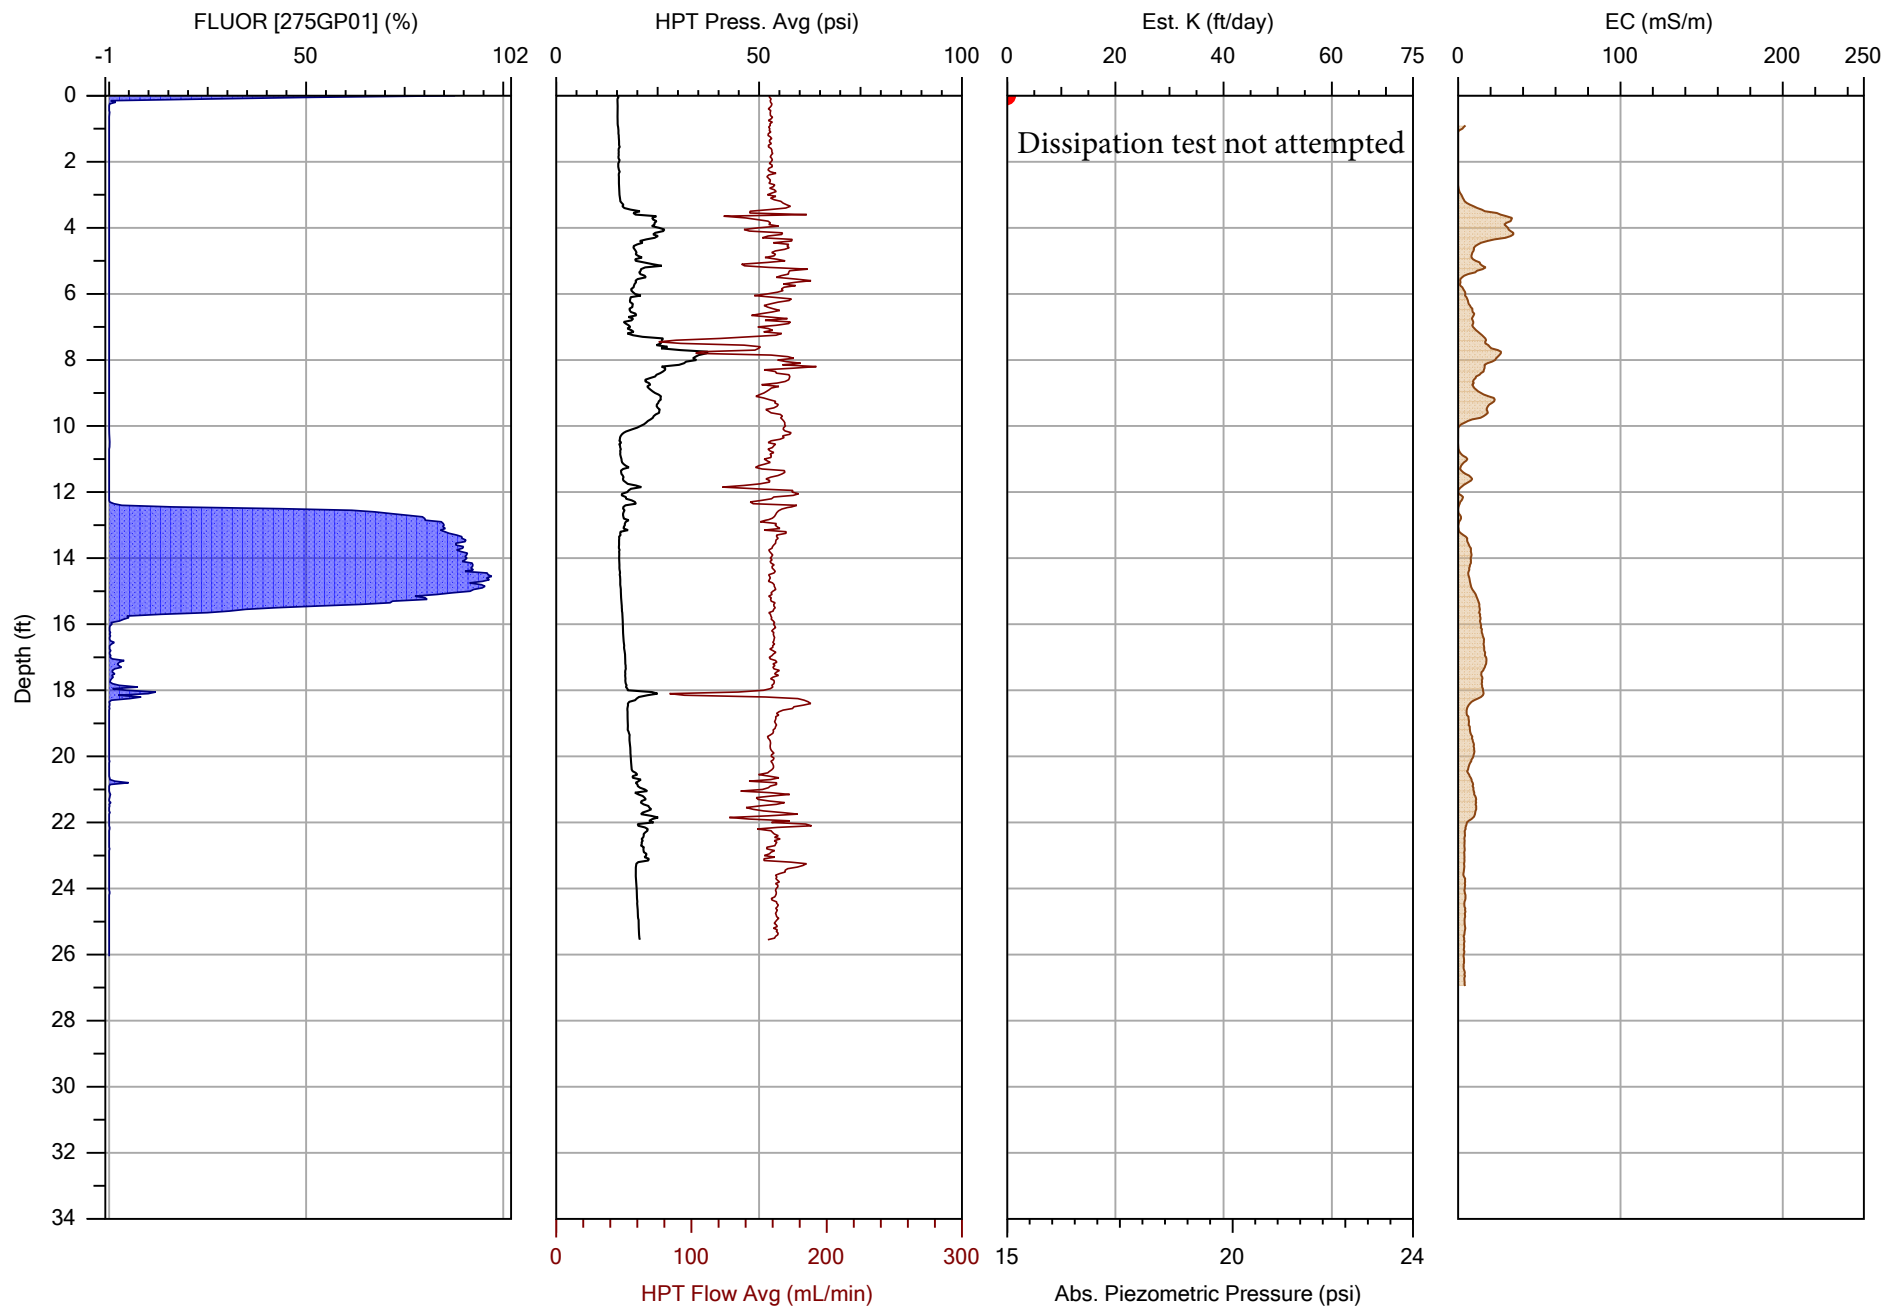 FLUOR [275GP01] (%)
HPT Press. Avg (psi)
Est. K (ft/day)
EC (mS/m)
-1 50 102
0 50 100
0 20 40 60 75
0 100 200 250
Depth (ft)
0
2
4
6
8
10
12
14
16
18
20
22
24
26
28
30
32
34
Dissipation test not attempted
0 100 200 300
15 20 24
HPT Flow Avg (mL/min)
Abs. Piezometric Pressure (psi)